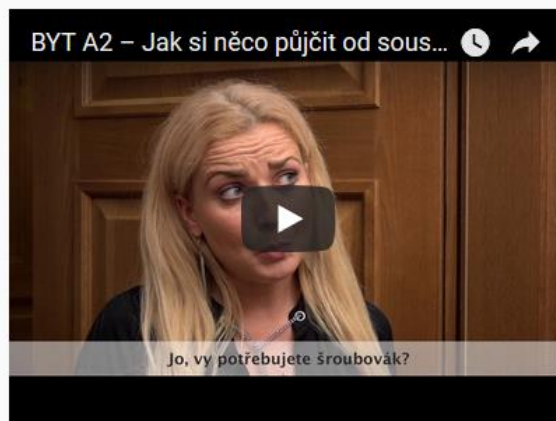 BYT A2 – Jak si něco půjčit od sous...
Jo, vy potřebujete šroubovák?